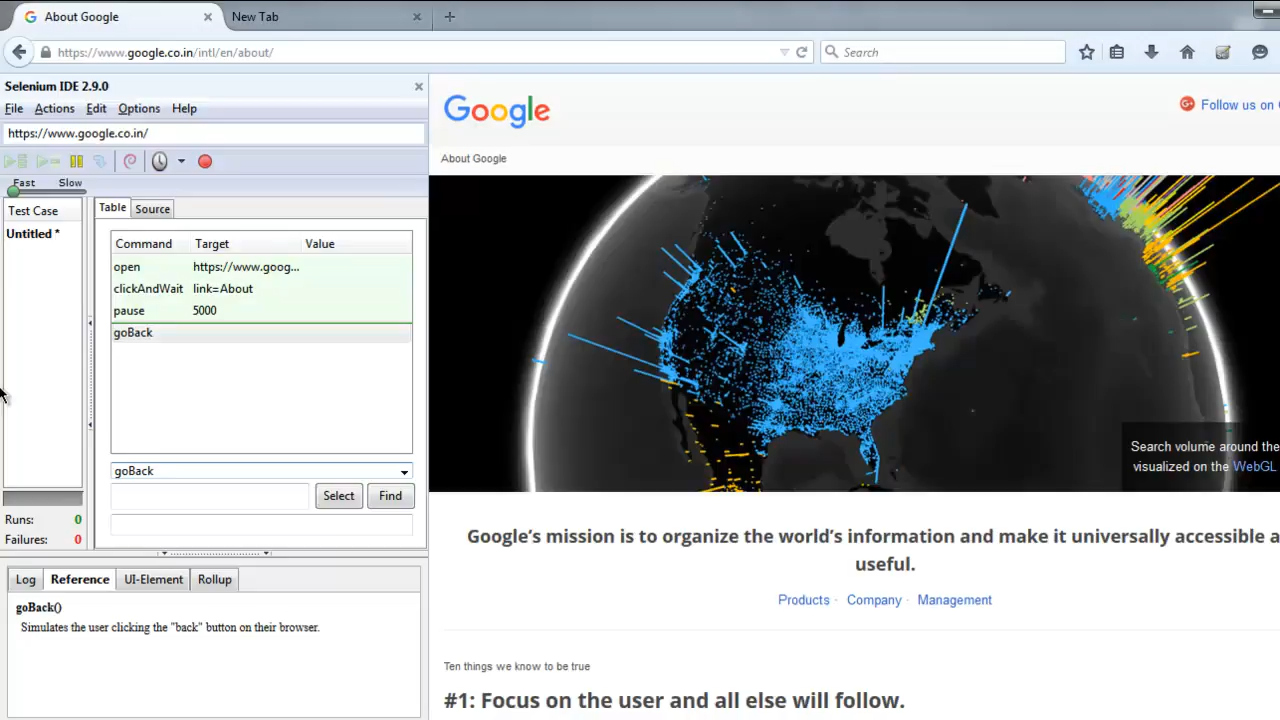 About Google
New Tab
https://www.google.co.in/intl/en/about/
Search
Selenium IDE 2.9.0
File Actions Edit Options Help
https://www.google.co.in/
Fast Slow
Test Case
Untitled *
Table Source
Command Target Value
open https://www.goog...
clickAndWait link=About
pause 5000
goBack
goBack
Select Find
Runs: 0
Failures: 0
Log Reference UI-Element Rollup
goBack()
Simulates the user clicking the "back" button on their browser.
Google
Follow us on
About Google
Search volume around the
visualized on the WebGL
Google’s mission is to organize the world’s information and make it universally accessible a
useful.
Products · Company · Management
Ten things we know to be true
#1: Focus on the user and all else will follow.